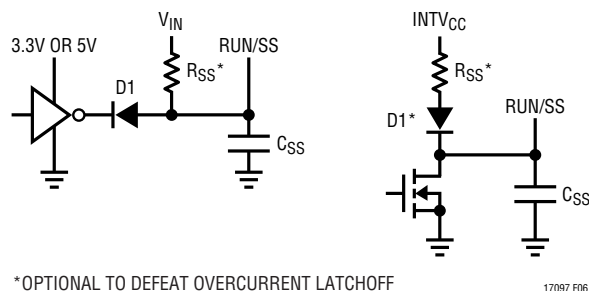 V_IN
3.3V OR 5V
RUN/SS
D1
R_SS*
C_SS
INTV_CC
R_SS*
D1*
RUN/SS
C_SS
*OPTIONAL TO DEFEAT OVERCURRENT LATCHOFF
17097 F06